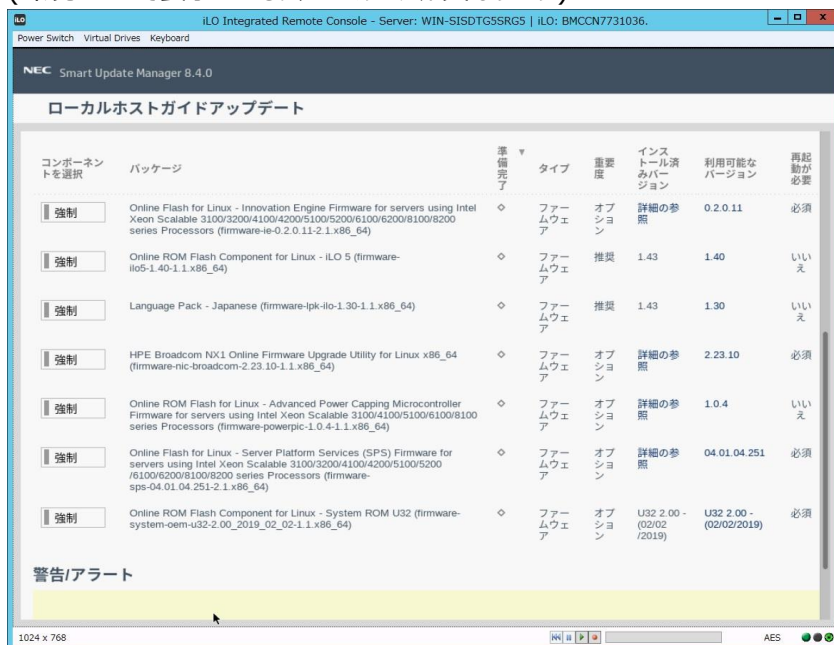 iLO Integrated Remote Console - Server: WIN-SISDTG5SRG5 | iLO: BMCCN7731036.
Power Switch Virtual Drives Keyboard
NEC Smart Update Manager 8.4.0
ローカルホストガイドアップデート
コンポーネン
トを選択
パッケージ
準備完了
タイプ
重要
度
インス
トール済
みバー
ジョン
利用可能な
バージョン
再起
動が
必要
強制
Online Flash for Linux - Innovation Engine Firmware for servers using Intel
Xeon Scalable 3100/3200/4100/4200/5100/5200/6100/6200/8100/8200
series Processors (firmware-ie-0.2.0.11-2.1.x86_64)
ファー
ムウェ
ア
オプ
ショ
ン
詳細の参
照
0.2.0.11
必須
強制
Online ROM Flash Component for Linux - iLO 5 (firmware-
ilo5-1.40-1.1.x86_64)
ファー
ムウェ
ア
推奨
1.43
1.40
いい
え
強制
Language Pack - Japanese (firmware-lpk-ilo-1.30-1.1.x86_64)
ファー
ムウェ
ア
推奨
1.43
1.30
いい
え
強制
HPE Broadcom NX1 Online Firmware Upgrade Utility for Linux x86_64
(firmware-nic-broadcom-2.23.10-1.1.x86_64)
ファー
ムウェ
ア
オプ
ショ
ン
詳細の参
照
2.23.10
必須
強制
Online ROM Flash for Linux - Advanced Power Capping Microcontroller
Firmware for servers using Intel Xeon Scalable 3100/4100/5100/6100/8100
series Processors (firmware-powerpic-1.0.4-1.1.x86_64)
ファー
ムウェ
ア
オプ
ショ
ン
詳細の参
照
1.0.4
いい
え
強制
Online Flash for Linux - Server Platform Services (SPS) Firmware for
servers using Intel Xeon Scalable 3100/3200/4100/4200/5100/5200
/6100/6200/8100/8200 series Processors (firmware-
sps-04.01.04.251-2.1.x86_64)
ファー
ムウェ
ア
オプ
ショ
ン
詳細の参
照
04.01.04.251
必須
強制
Online ROM Flash Component for Linux - System ROM U32 (firmware-
system-oem-u32-2.00_2019_02_02-1.1.x86_64)
ファー
ムウェ
ア
オプ
ショ
ン
U32 2.00 -
(02/02
/2019)
U32 2.00 -
(02/02/2019)
必須
警告/アラート
1024 x 768
AES